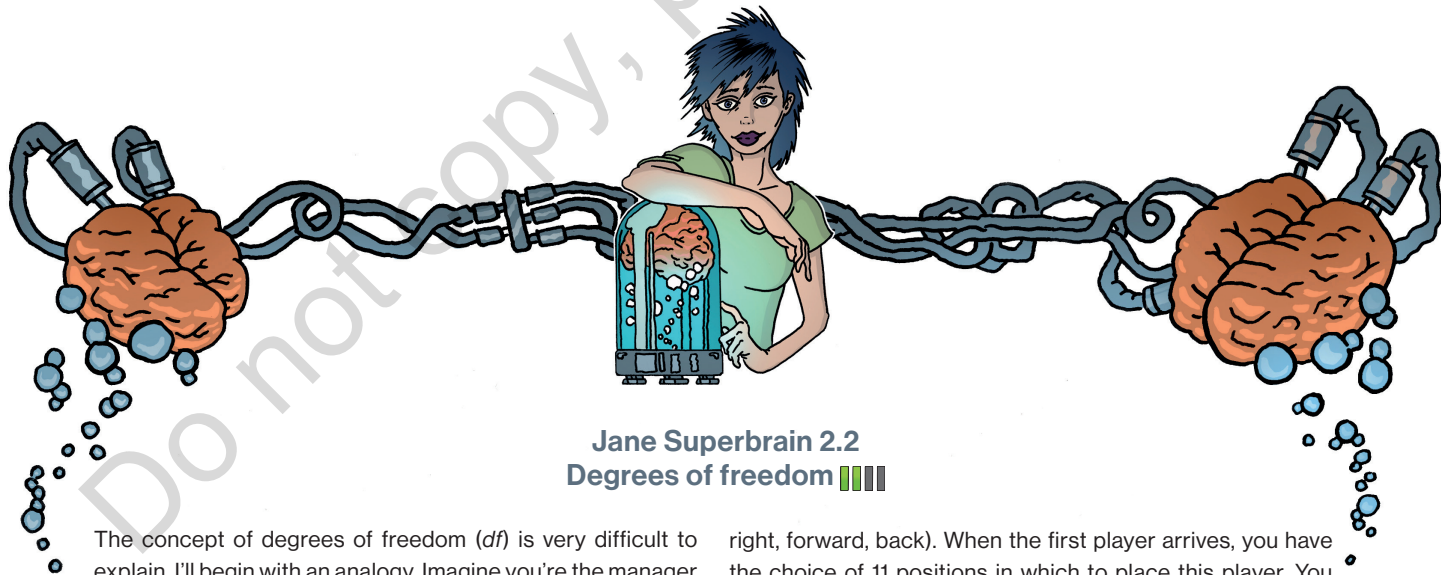 Do not copy, p
Jane Superbrain 2.2
Degrees of freedom
The concept of degrees of freedom (df) is very difficult to
explain. I'll begin with an analogy. Imagine you're the manager
right, forward, back). When the first player arrives, you have
the choice of 11 positions in which to place this player. You